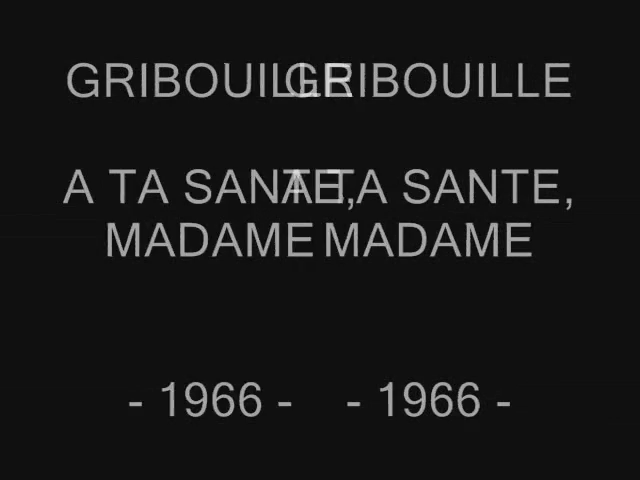 GRIBOUILLE GRIBOUILLE
A TA SANTE, A TA SANTE,
MADAME MADAME
- 1966 - - 1966 -